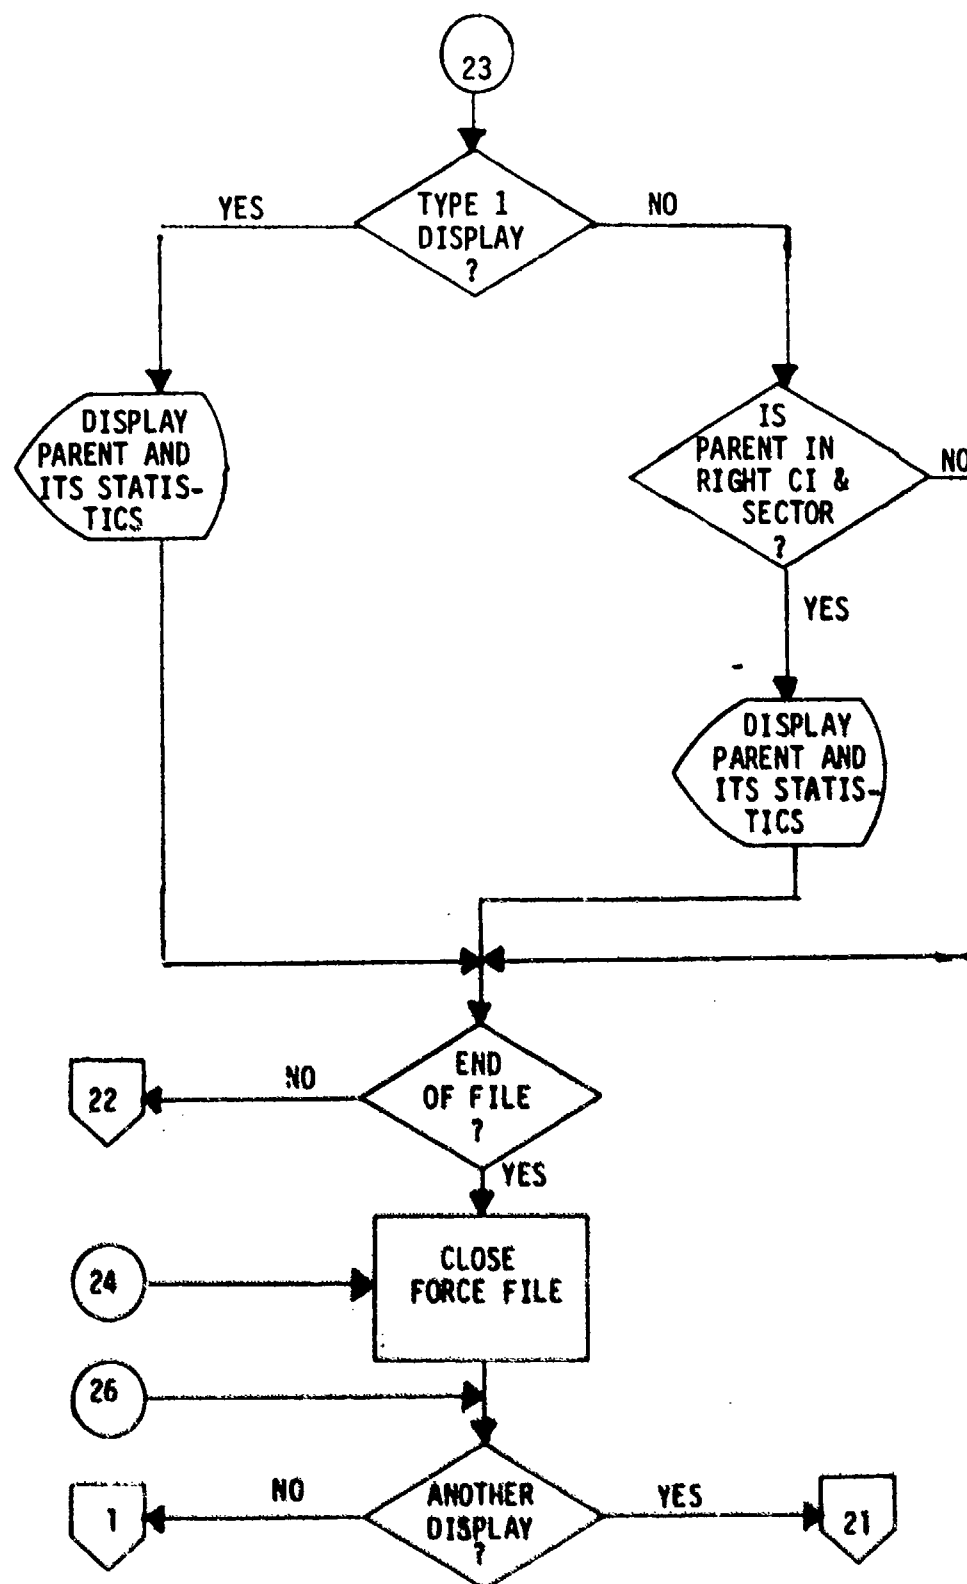 23
TYPE 1
DISPLAY
?
YES
NO
DISPLAY
PARENT AND
ITS STATIS-
TICS
IS
PARENT IN
RIGHT CI &
SECTOR
?
NO
YES
DISPLAY
PARENT AND
ITS STATIS-
TICS
END
OF FILE
?
NO
22
YES
CLOSE
FORCE FILE
24
26
ANOTHER
DISPLAY
?
NO
1
YES
21